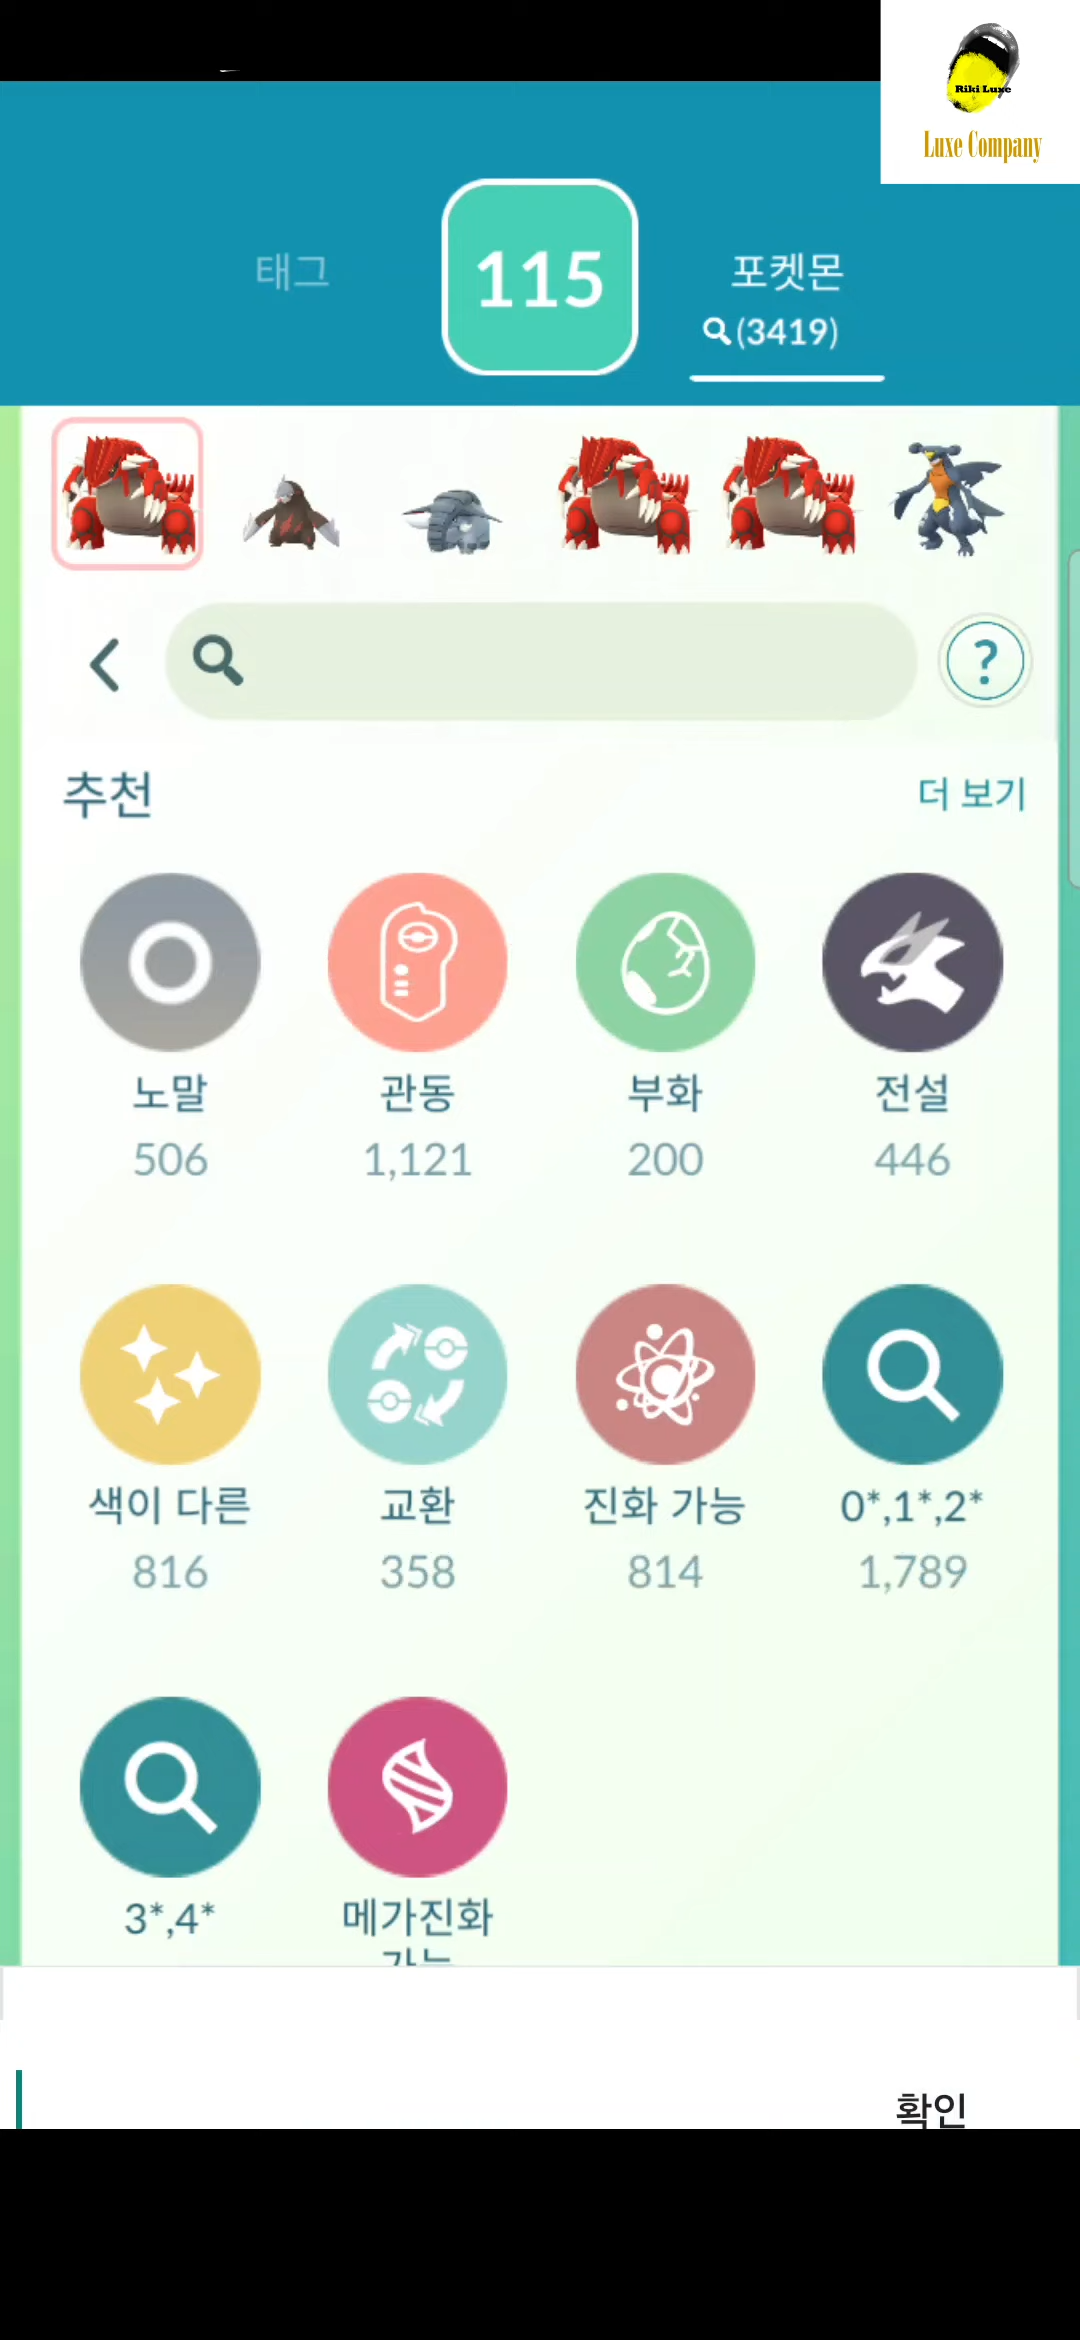 Riki Luxe
Luxe Company
태그
115
포켓몬
(3419)
?
추천
더 보기
노말
관동
부화
전설
506
1,121
200
446
색이 다른
교환
진화 가능
0*,1*,2*
816
358
814
1,789
3*,4*
메가진화
가능
확인